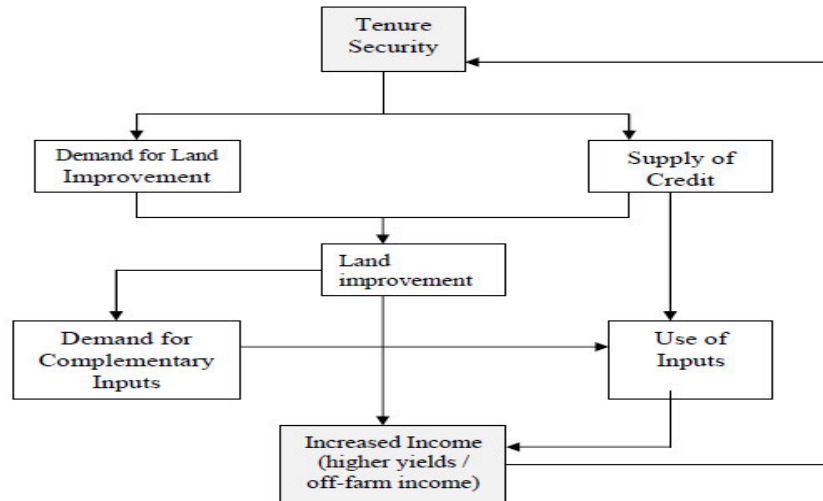 Tenure
Security
Demand for Land
Improvement
Supply of
Credit
Land
improvement
Demand for
Complementary
Inputs
Use of
Inputs
Increased Income
(higher yields /
off-farm income)